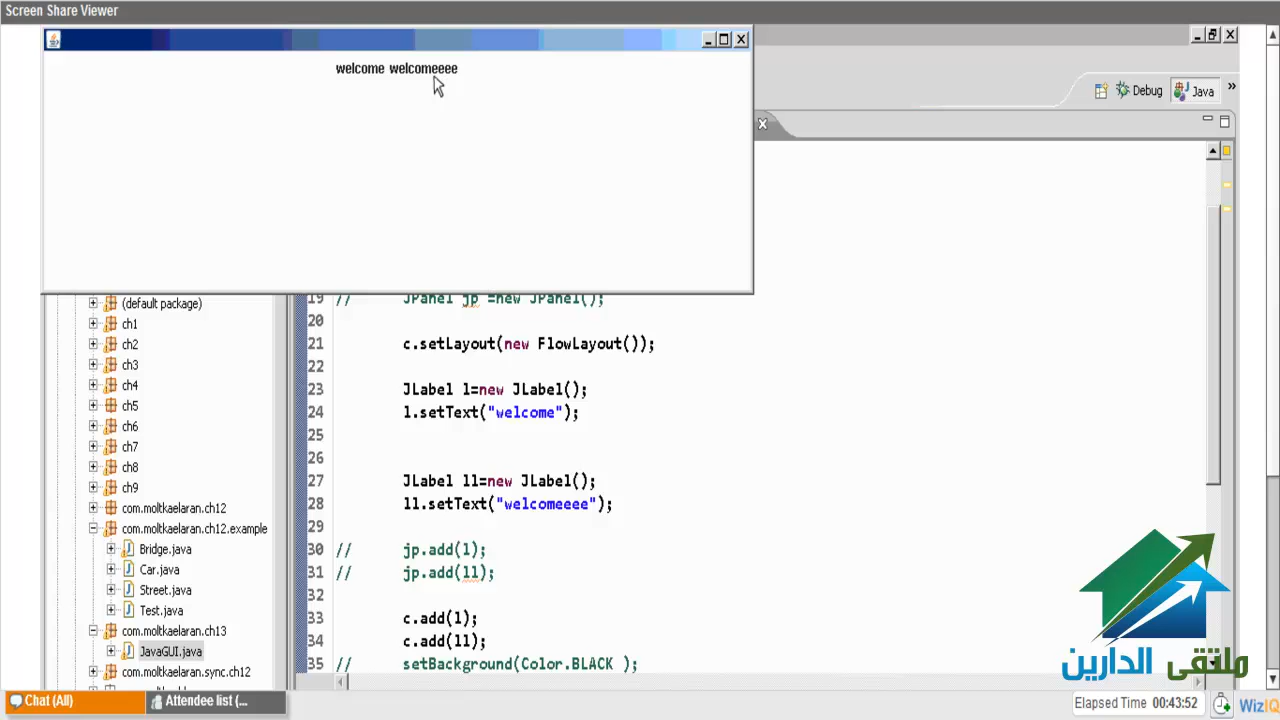 Screen Share Viewer
welcome welcomeeee
Debug
Java
19 // JPanel jp =new JPanel();
20
21 c.setLayout(new FlowLayout());
22
23 JLabel l=new JLabel();
24 l.setText("welcome");
25
26
27 JLabel ll=new JLabel();
28 ll.setText("welcomeeee");
29
30 // jp.add(l);
31 // jp.add(ll);
32
33 c.add(l);
34 c.add(ll);
35 // setBackground(Color.BLACK );
(default package)
ch1
ch2
ch3
ch4
ch5
ch6
ch7
ch8
ch9
com.moltkaelaran.ch12
com.moltkaelaran.ch12.example
Bridge.java
Car.java
Street.java
Test.java
com.moltkaelaran.ch13
JavaGUI.java
com.moltkaelaran.sync.ch12
ملتقى الدارين
Chat (All)
Attendee list (...
Elapsed Time 00:43:52
WizIQ